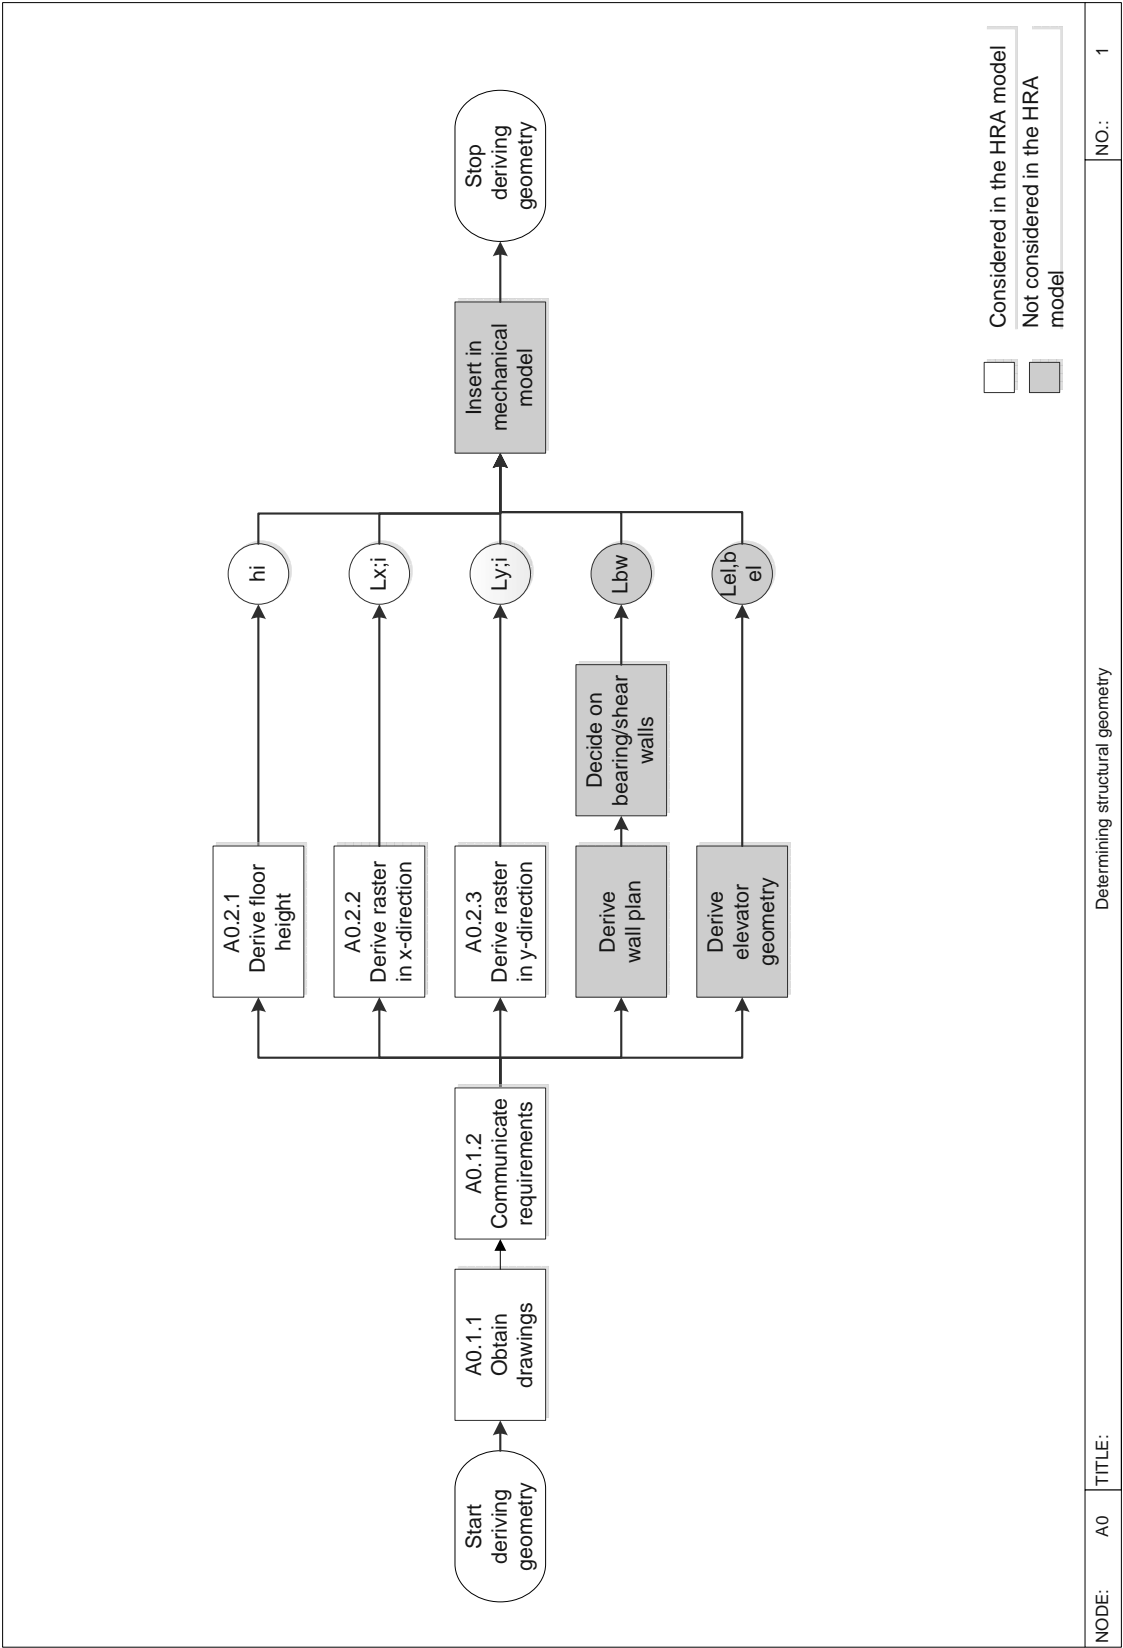 Start
deriving
geometry
A0.1.1
Obtain
drawings
A0.1.2
Communicate
requirements
A0.2.1
Derive floor
height
A0.2.2
Derive raster
in x-direction
A0.2.3
Derive raster
in y-direction
Derive
wall plan
Derive
elevator
geometry
Decide on
bearing/shear
walls
hi
Lx;i
Ly;i
Lbw
Lel,b
el
Insert in
mechanical
model
Stop
deriving
geometry
Considered in the HRA model
Not considered in the HRA
model
NODE: A0 TITLE: Determining structural geometry NO.: 1